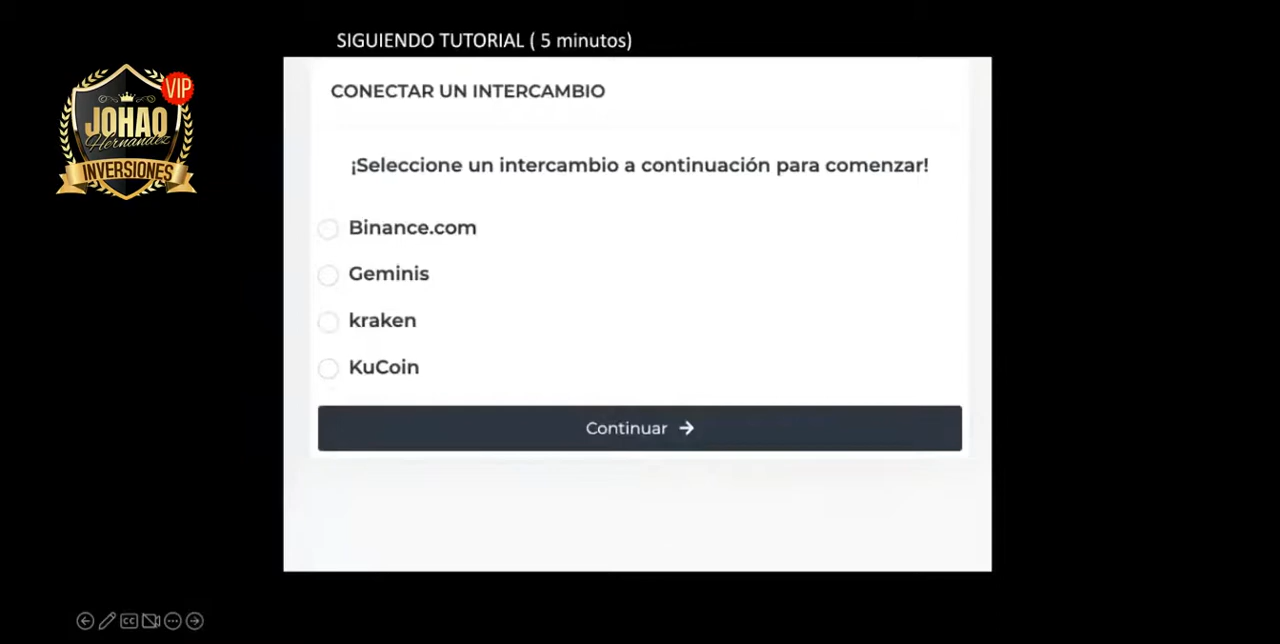 SIGUIENDO TUTORIAL ( 5 minutos)
VIP
JOHAO
Hernandez
INVERSIONES
CONECTAR UN INTERCAMBIO
¡Seleccione un intercambio a continuación para comenzar!
Binance.com
Geminis
kraken
KuCoin
Continuar →
CC